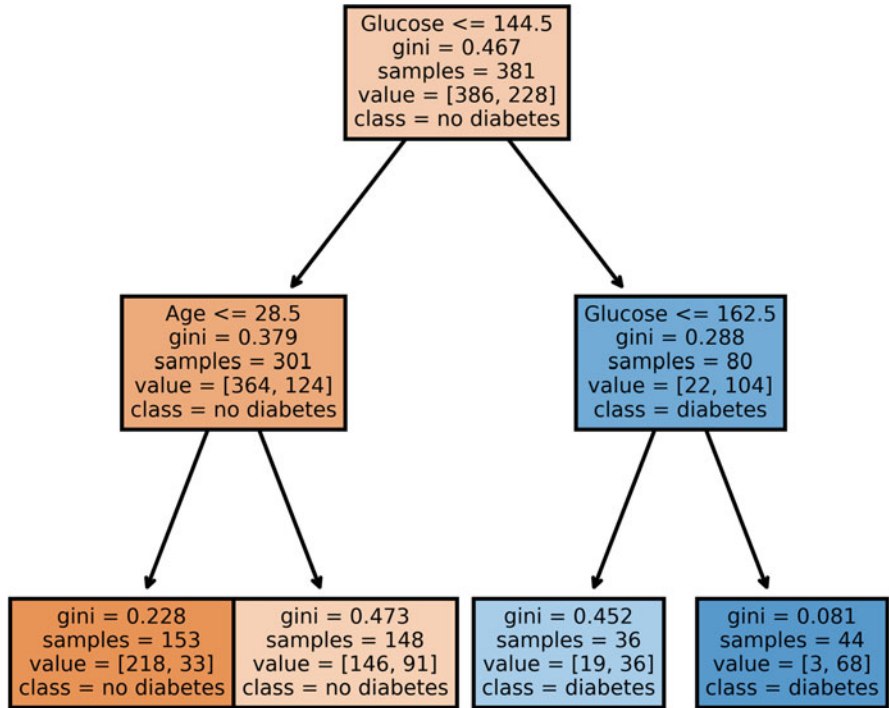 Glucose <= 144.5
gini = 0.467
samples = 381
value = [386, 228]
class = no diabetes
Age <= 28.5
gini = 0.379
samples = 301
value = [364, 124]
class = no diabetes
Glucose <= 162.5
gini = 0.288
samples = 80
value = [22, 104]
class = diabetes
gini = 0.228
samples = 153
value = [218, 33]
class = no diabetes
gini = 0.473
samples = 148
value = [146, 91]
class = no diabetes
gini = 0.452
samples = 36
value = [19, 36]
class = diabetes
gini = 0.081
samples = 44
value = [3, 68]
class = diabetes